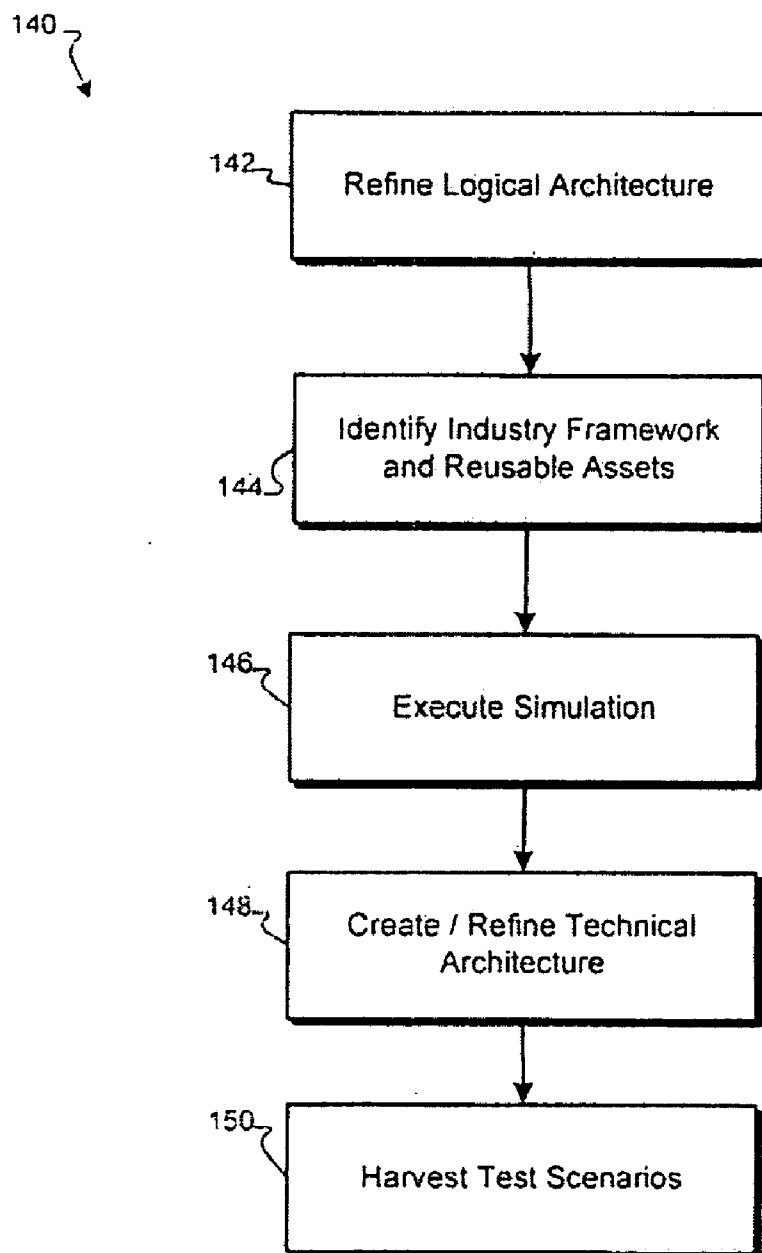 140
142
Refine Logical Architecture
Identify Industry Framework
and Reusable Assets
144
146
Execute Simulation
148
Create / Refine Technical
Architecture
150
Harvest Test Scenarios